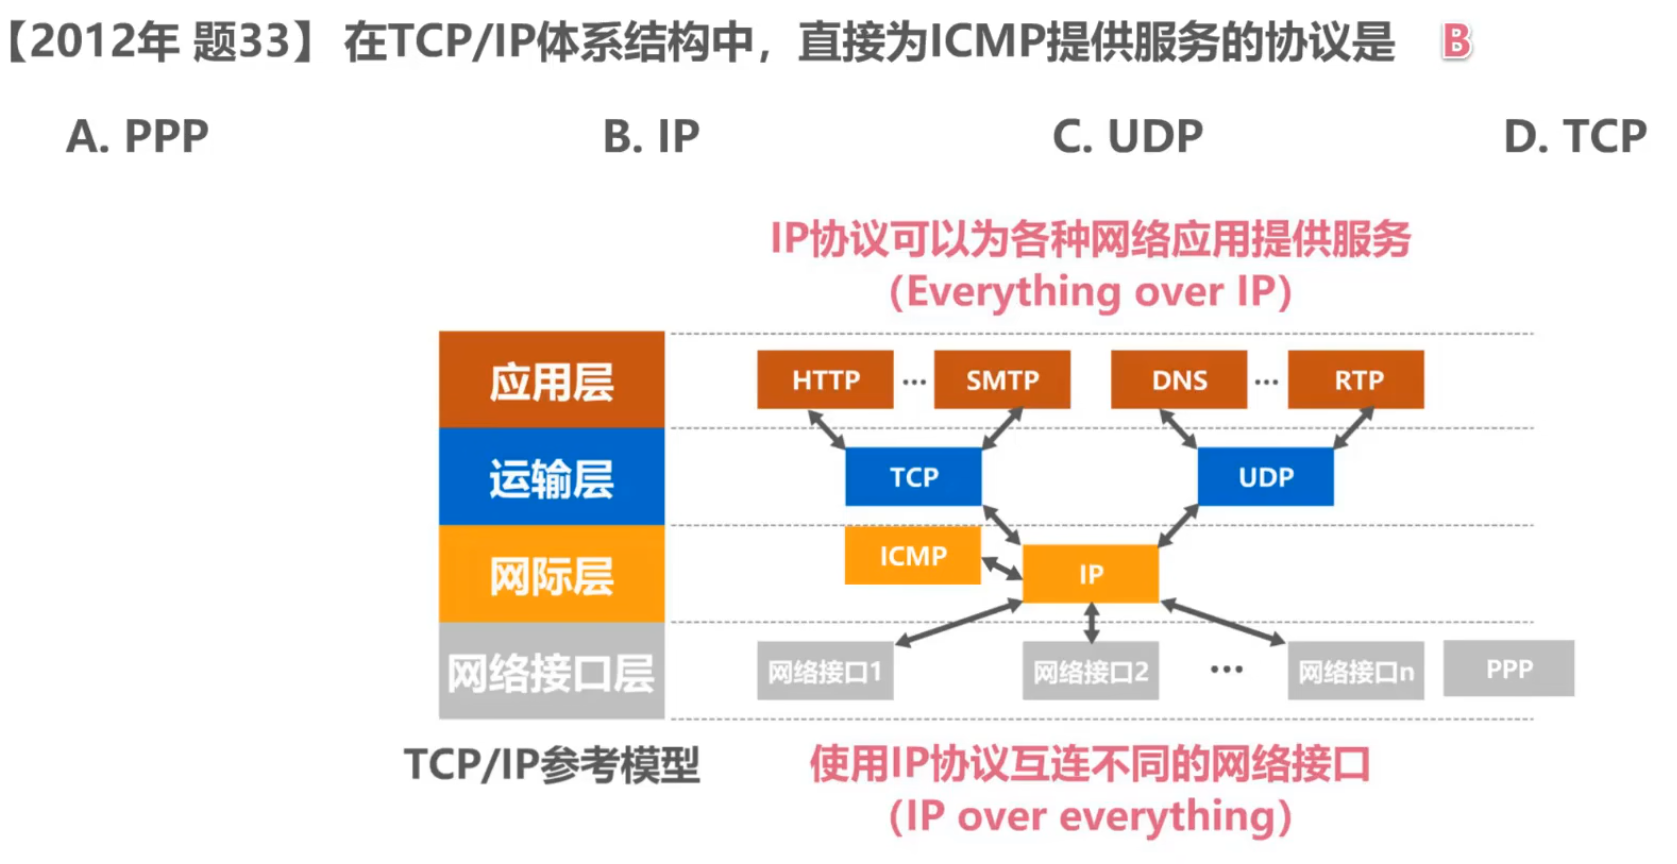 【2012年 题33】 在TCP/IP体系结构中，直接为ICMP提供服务的协议是 B
A. PPP B. IP C. UDP D. TCP
IP协议可以为各种网络应用提供服务
（Everything over IP）
应用层 HTTP ··· SMTP DNS ··· RTP
运输层 TCP UDP
网际层 ICMP IP
网络接口层 网络接口1 网络接口2 ··· 网络接口n PPP
TCP/IP参考模型 使用IP协议互连不同的网络接口
（IP over everything）